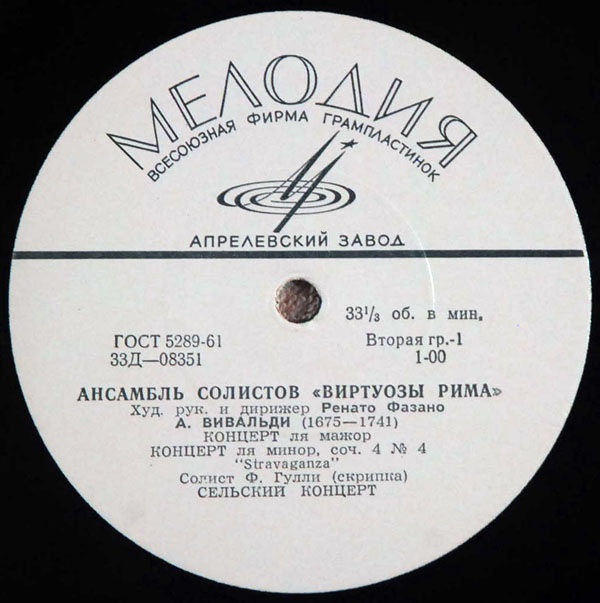 МЕЛОДИЯ
ВСЕСОЮЗНАЯ ФИРМА ГРАМПЛАСТИНОК
АПРЕЛЕВСКИЙ ЗАВОД
33⅓ об. в мин.
ГОСТ 5289-61 Вторая гр.-1
33Д—08351 1-00
АНСАМБЛЬ СОЛИСТОВ «ВИРТУОЗЫ РИМА»
Худ. рук. и дирижер Ренато Фазано
А. ВИВАЛЬДИ (1675—1741)
КОНЦЕРТ ля мажор
КОНЦЕРТ ля минор, соч. 4 № 4
"Stravaganza"
Солист Ф. Гулли (скрипка)
СЕЛЬСКИЙ КОНЦЕРТ